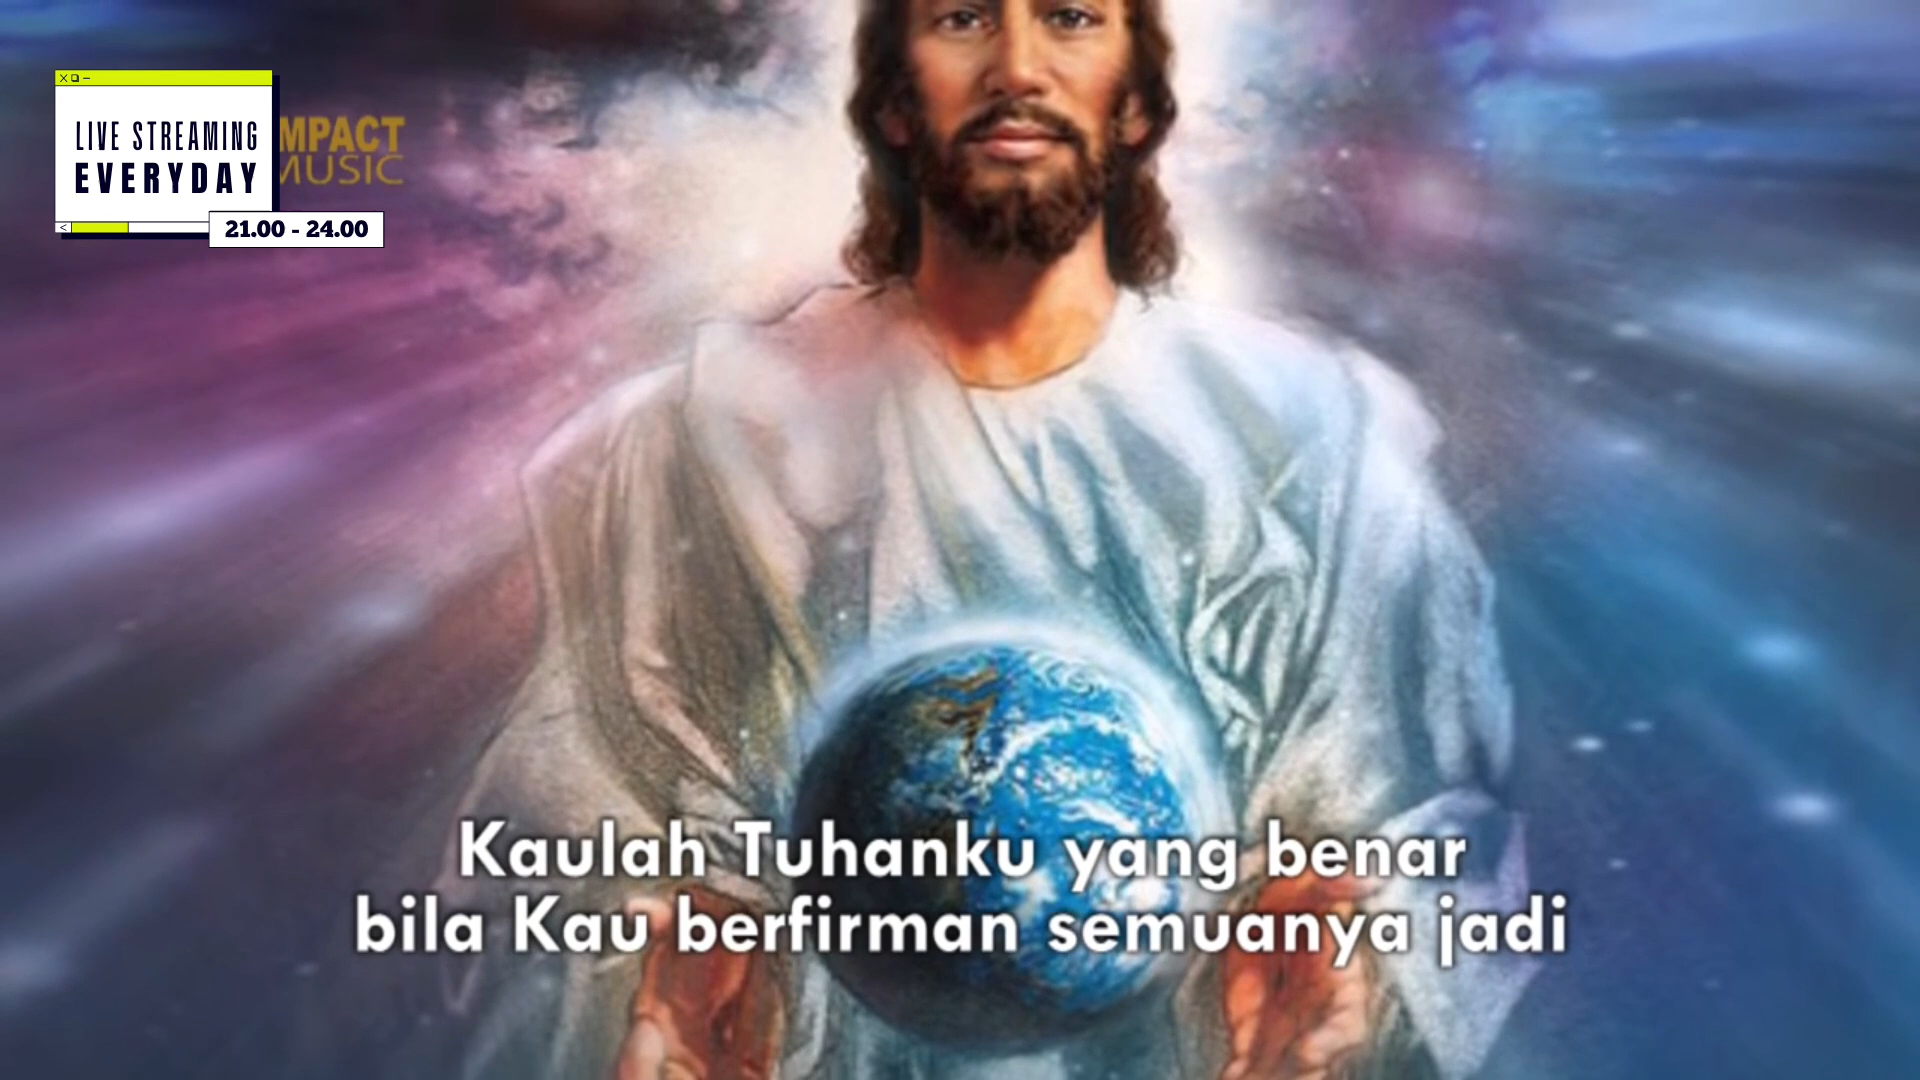 LIVE STREAMING
EVERYDAY
MPACT
MUSIC
21.00 - 24.00
Kaulah Tuhanku yang benar
bila Kau berfirman semuanya jadi